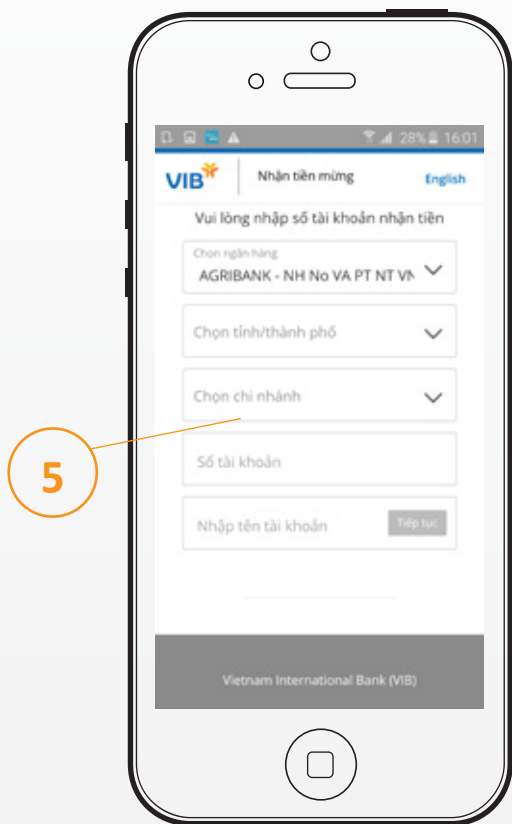 28% 16:01
VIB
Nhận tiền mừng
English
Vui lòng nhập số tài khoản nhận tiền
Chọn ngân hàng
AGRIBANK - NH No VA PT NT VN
Chọn tỉnh/thành phố
Chọn chi nhánh
5
Số tài khoản
Nhập tên tài khoản
Tiếp tục
Vietnam International Bank (VIB)